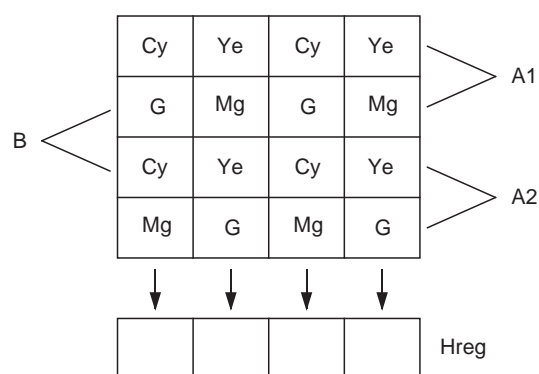 Cy Ye Cy Ye
A1
G Mg G Mg
B
Cy Ye Cy Ye
A2
Mg G Mg G
Hreg